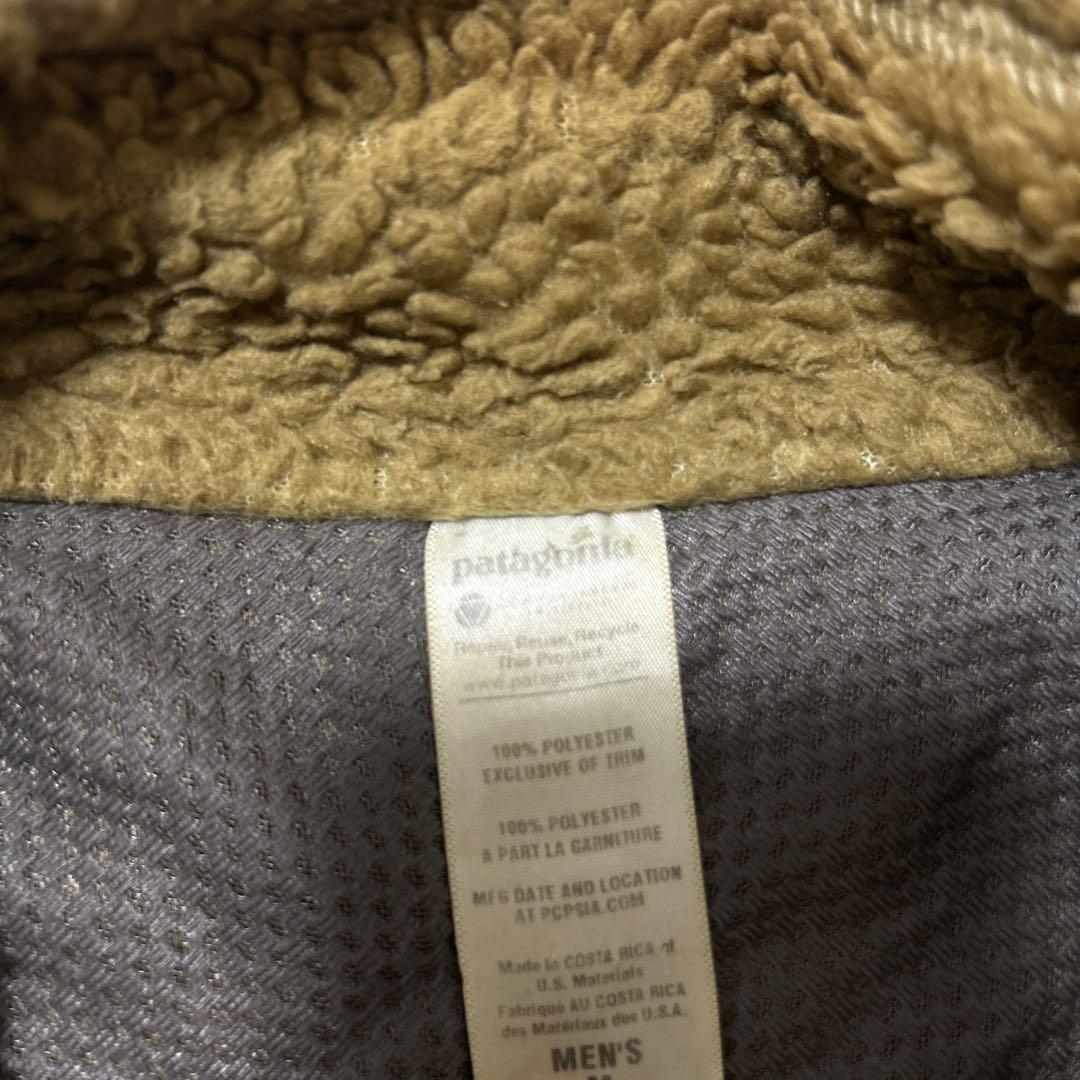 patagonia
Repair, Reuse, Recycle
This Product
www.patagonia.com
100% POLYESTER
EXCLUSIVE OF TRIM
100% POLYESTER
À PART LA GARNITURE
MFG DATE AND LOCATION
AT PCPSIA.COM
Made in COSTA RICA of
U.S. Materials
Fabriqué AU COSTA RICA
des Matériaux des U.S.A.
MEN'S